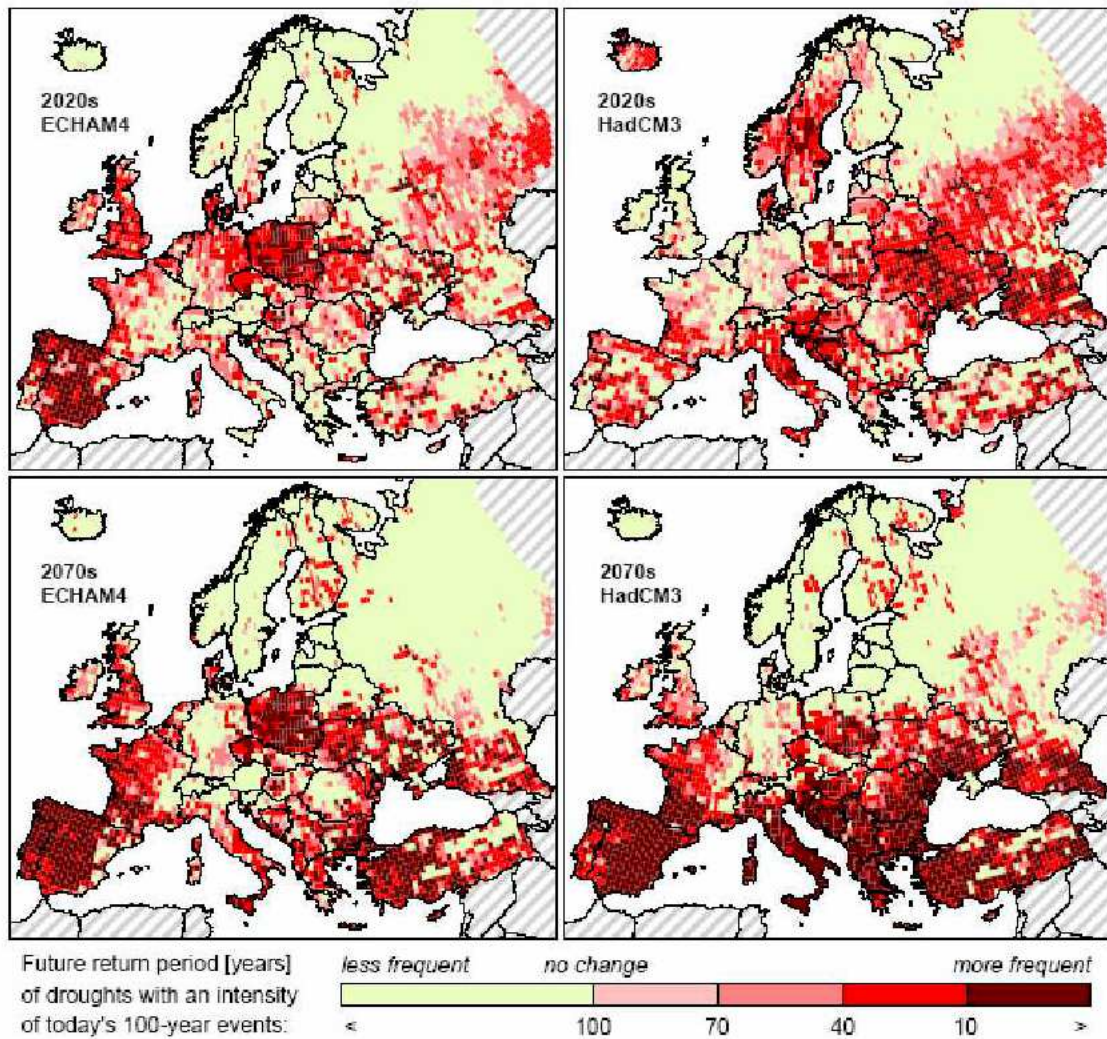 2020s
ECHAM4
2020s
HadCM3
2070s
ECHAM4
2070s
HadCM3
Future return period [years]
of droughts with an intensity
of today's 100-year events:
less frequent no change more frequent
< 100 70 40 10 >